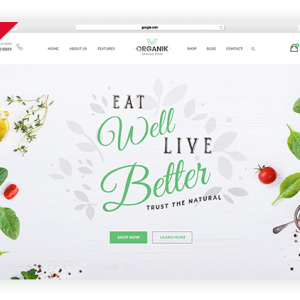 google.com
HOME
ABOUT US
FEATURES
ORGANIK
ORGANIC STORE
SHOP
BLOG
CONTACT
EAT
Well
LIVE
Better
TRUST THE NATURAL
SHOP NOW
LEARN MORE